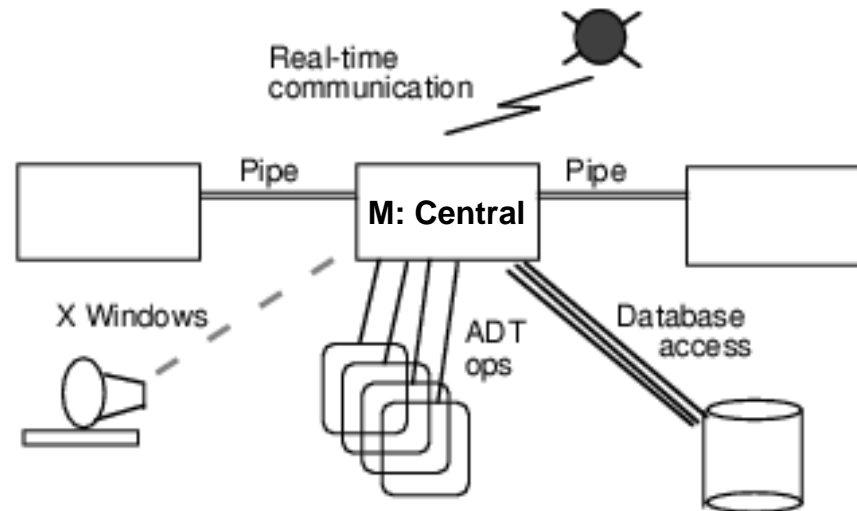 Real-time
communication
Pipe
M: Central
Pipe
X Windows
ADT
ops
Database
access